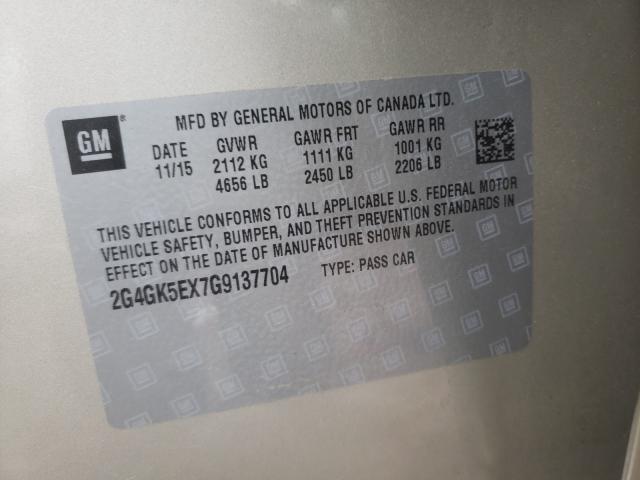 GM
MFD BY GENERAL MOTORS OF CANADA LTD.
DATE GVWR GAWR FRT GAWR RR
11/15 2112 KG 1111 KG 1001 KG
4656 LB 2450 LB 2206 LB
THIS VEHICLE CONFORMS TO ALL APPLICABLE U.S. FEDERAL MOTOR
VEHICLE SAFETY, BUMPER, AND THEFT PREVENTION STANDARDS IN
EFFECT ON THE DATE OF MANUFACTURE SHOWN ABOVE.
2G4GK5EX7G9137704 TYPE: PASS CAR